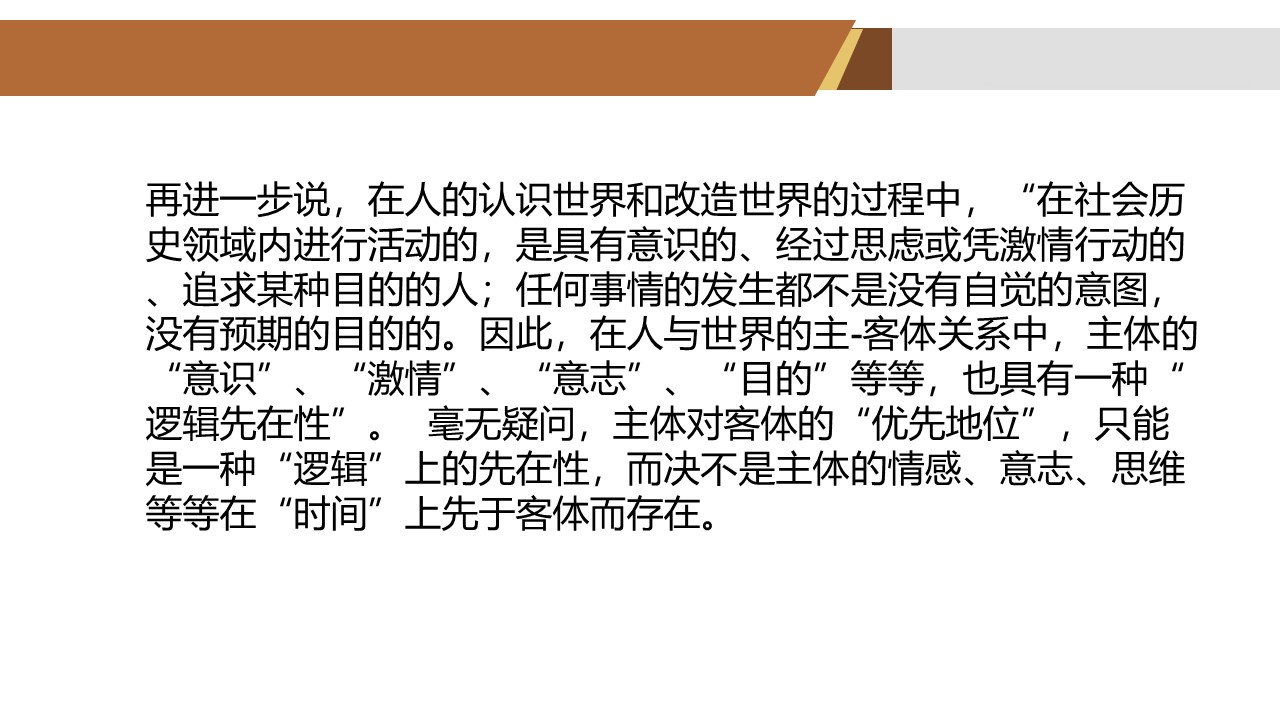 再进一步说，在人的认识世界和改造世界的过程中，“在社会历
史领域内进行活动的，是具有意识的、经过思虑或凭激情行动的
、追求某种目的的人；任何事情的发生都不是没有自觉的意图，
没有预期的目的的。因此，在人与世界的主-客体关系中，主体的
“意识”、“激情”、“意志”、“目的”等等，也具有一种“
逻辑先在性”。 毫无疑问，主体对客体的“优先地位”，只能
是一种“逻辑”上的先在性，而决不是主体的情感、意志、思维
等等在“时间”上先于客体而存在。